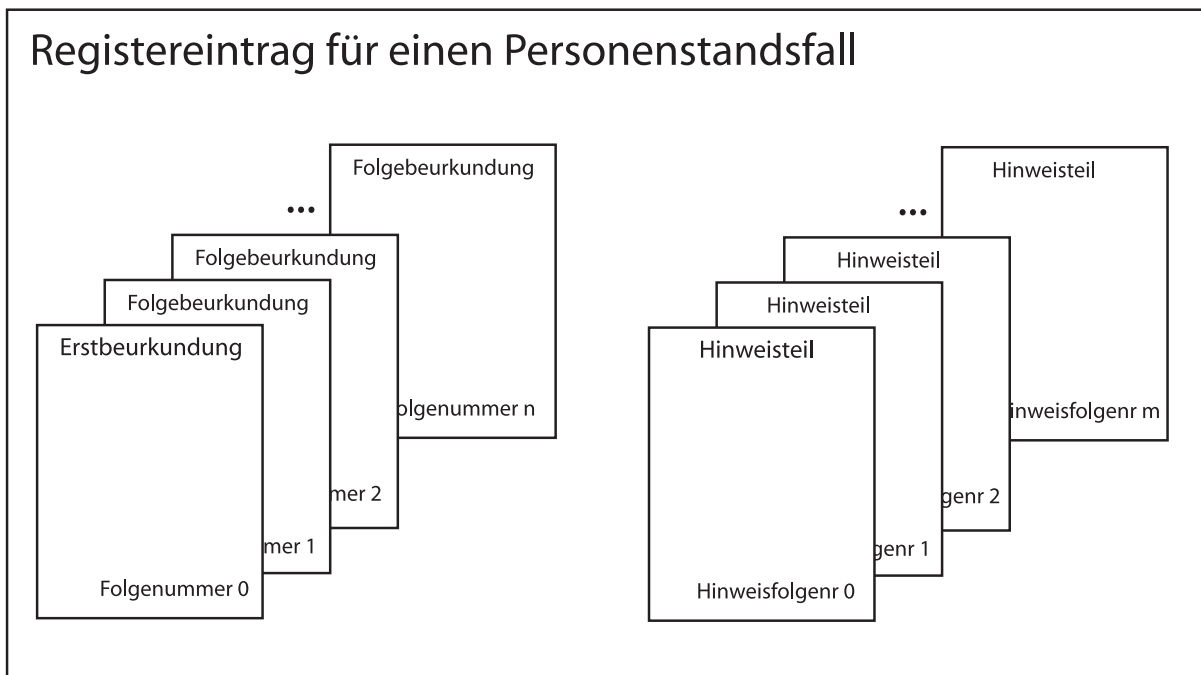 Registereintrag für einen Personenstandsfall
Folgebeurkundung
...
Folgebeurkundung
Folgebeurkundung
Erstbeurkundung
olgenummer n
mer 2
mer 1
Folgenummer 0
Hinweisteil
...
Hinweisteil
Hinweisteil
Hinweisteil
inweisfolgenr m
genr 2
genr 1
Hinweisfolgenr 0